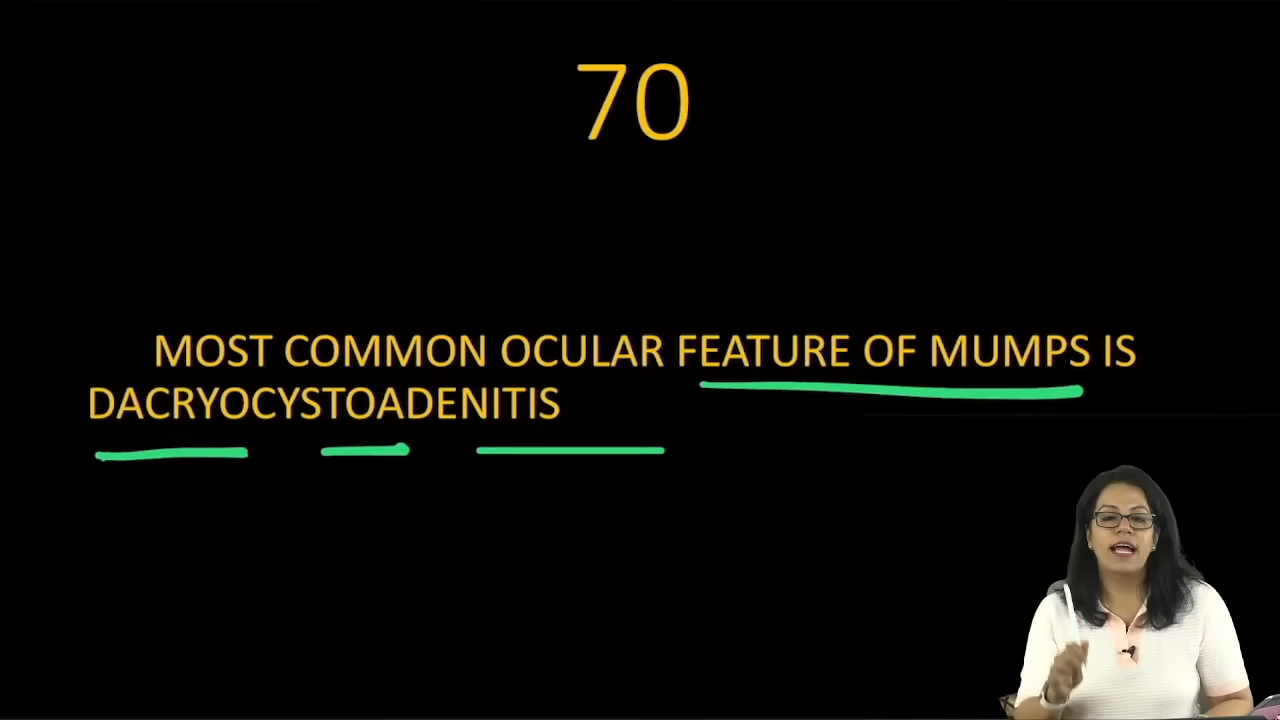 70
MOST COMMON OCULAR FEATURE OF MUMPS IS
DACRYOCYSTOADENITIS